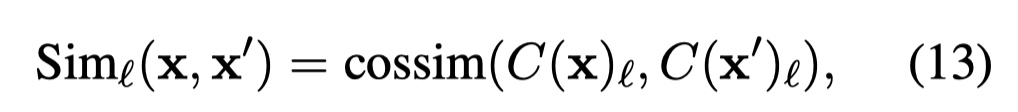 Simℓ(x, x′) = cossim(C(x)ℓ, C(x′)ℓ), (13)